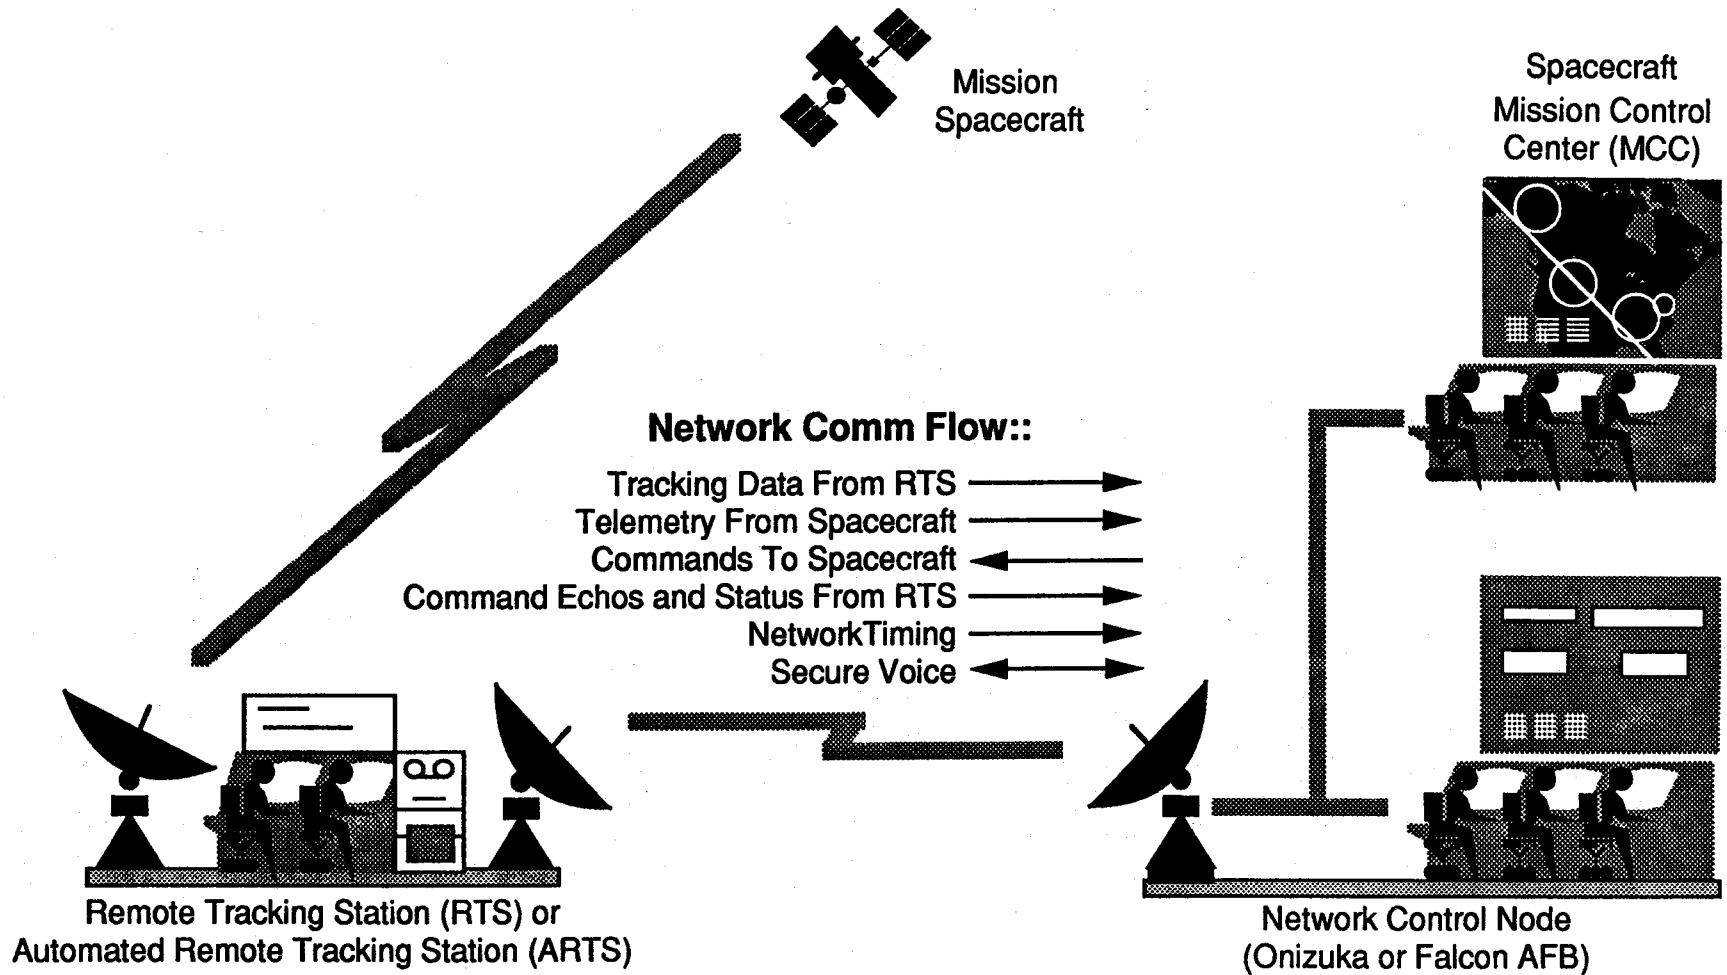 Mission
Spacecraft
Spacecraft
Mission Control
Center (MCC)
Network Comm Flow::
Tracking Data From RTS
Telemetry From Spacecraft
Commands To Spacecraft
Command Echos and Status From RTS
NetworkTiming
Secure Voice
Remote Tracking Station (RTS) or
Automated Remote Tracking Station (ARTS)
Network Control Node
(Onizuka or Falcon AFB)